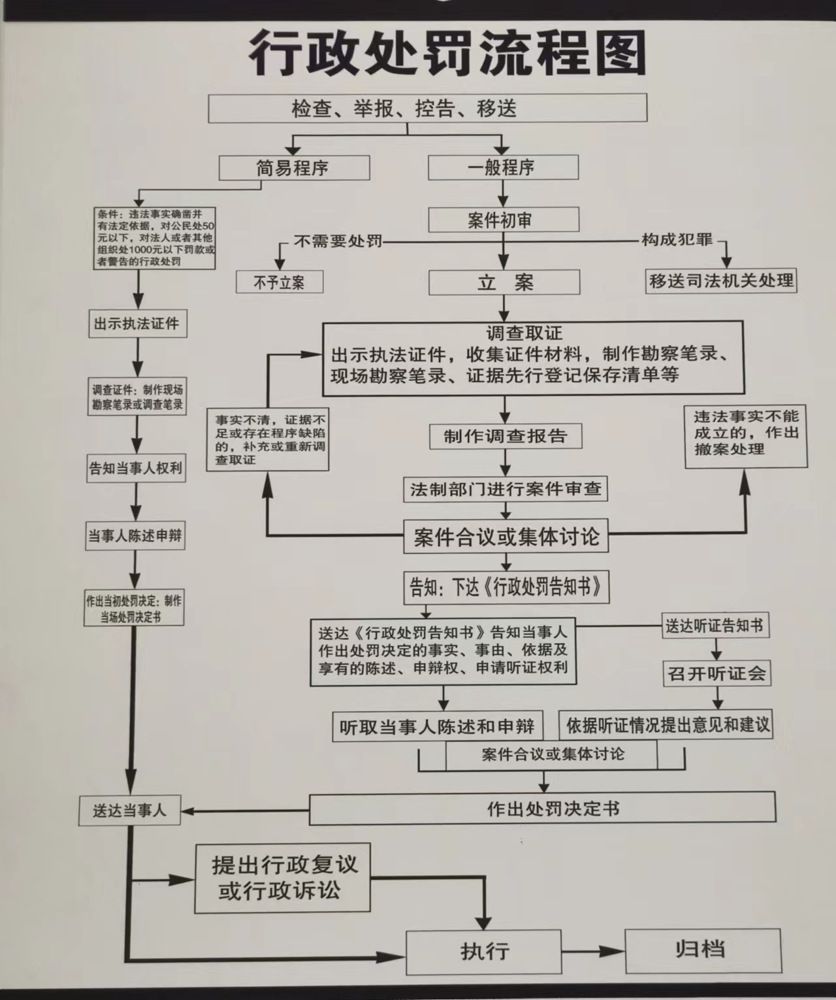 行政处罚流程图
检查、举报、控告、移送
简易程序
一般程序
条件：违法事实确凿并
有法定依据，对公民处50
元以下，对法人或者其他
组织处1000元以下罚款或
者警告的行政处罚
案件初审
不需要处罚
构成犯罪
不予立案
立 案
移送司法机关处理
出示执法证件
调查取证
出示执法证件，收集证件材料，制作勘察笔录、
现场勘察笔录、证据先行登记保存清单等
调查证件：制作现场
勘察笔录或调查笔录
事实不清，证据不
足或存在程序缺陷
的，补充或重新调
查取证
制作调查报告
违法事实不能
成立的，作出
撤案处理
告知当事人权利
法制部门进行案件审查
当事人陈述申辩
案件合议或集体讨论
告知：下达《行政处罚告知书》
作出当初处罚决定：制作
当场处罚决定书
送达《行政处罚告知书》告知当事人
作出处罚决定的事实、事由、依据及
享有的陈述、申辩权、申请听证权利
送达听证告知书
召开听证会
听取当事人陈述和申辩
依据听证情况提出意见和建议
案件合议或集体讨论
送达当事人
作出处罚决定书
提出行政复议
或行政诉讼
执行
归档